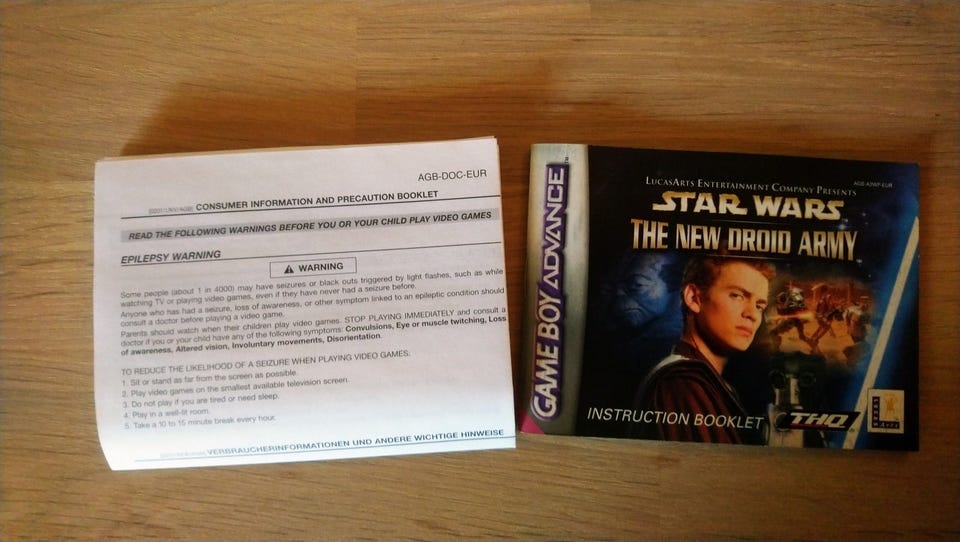 AGB-DOC-EUR
[0201/UKV/AGB] CONSUMER INFORMATION AND PRECAUTION BOOKLET
READ THE FOLLOWING WARNINGS BEFORE YOU OR YOUR CHILD PLAY VIDEO GAMES
EPILEPSY WARNING
WARNING
Some people (about 1 in 4000) may have seizures or black outs triggered by light flashes, such as while
watching TV or playing video games, even if they have never had a seizure before.
Anyone who has had a seizure, loss of awareness, or other symptom linked to an epileptic condition should
consult a doctor before playing a video game.
Parents should watch when their children play video games. STOP PLAYING IMMEDIATELY and consult a
doctor if you or your child have any of the following symptoms: Convulsions, Eye or muscle twitching, Loss
of awareness, Altered vision, Involuntary movements, Disorientation.
TO REDUCE THE LIKELIHOOD OF A SEIZURE WHEN PLAYING VIDEO GAMES:
1. Sit or stand as far from the screen as possible.
2. Play video games on the smallest available television screen.
3. Do not play if you are tired or need sleep.
4. Play in a well-lit room.
5. Take a 10 to 15 minute break every hour.
VERBRAUCHERINFORMATIONEN UND ANDERE WICHTIGE HINWEISE
GAME BOY ADVANCE
TM
AGB-A2WP-EUR
LUCASARTS ENTERTAINMENT COMPANY PRESENTS
STAR WARS
THE NEW DROID ARMY
INSTRUCTION BOOKLET
THQ
LUCAS
ARTS